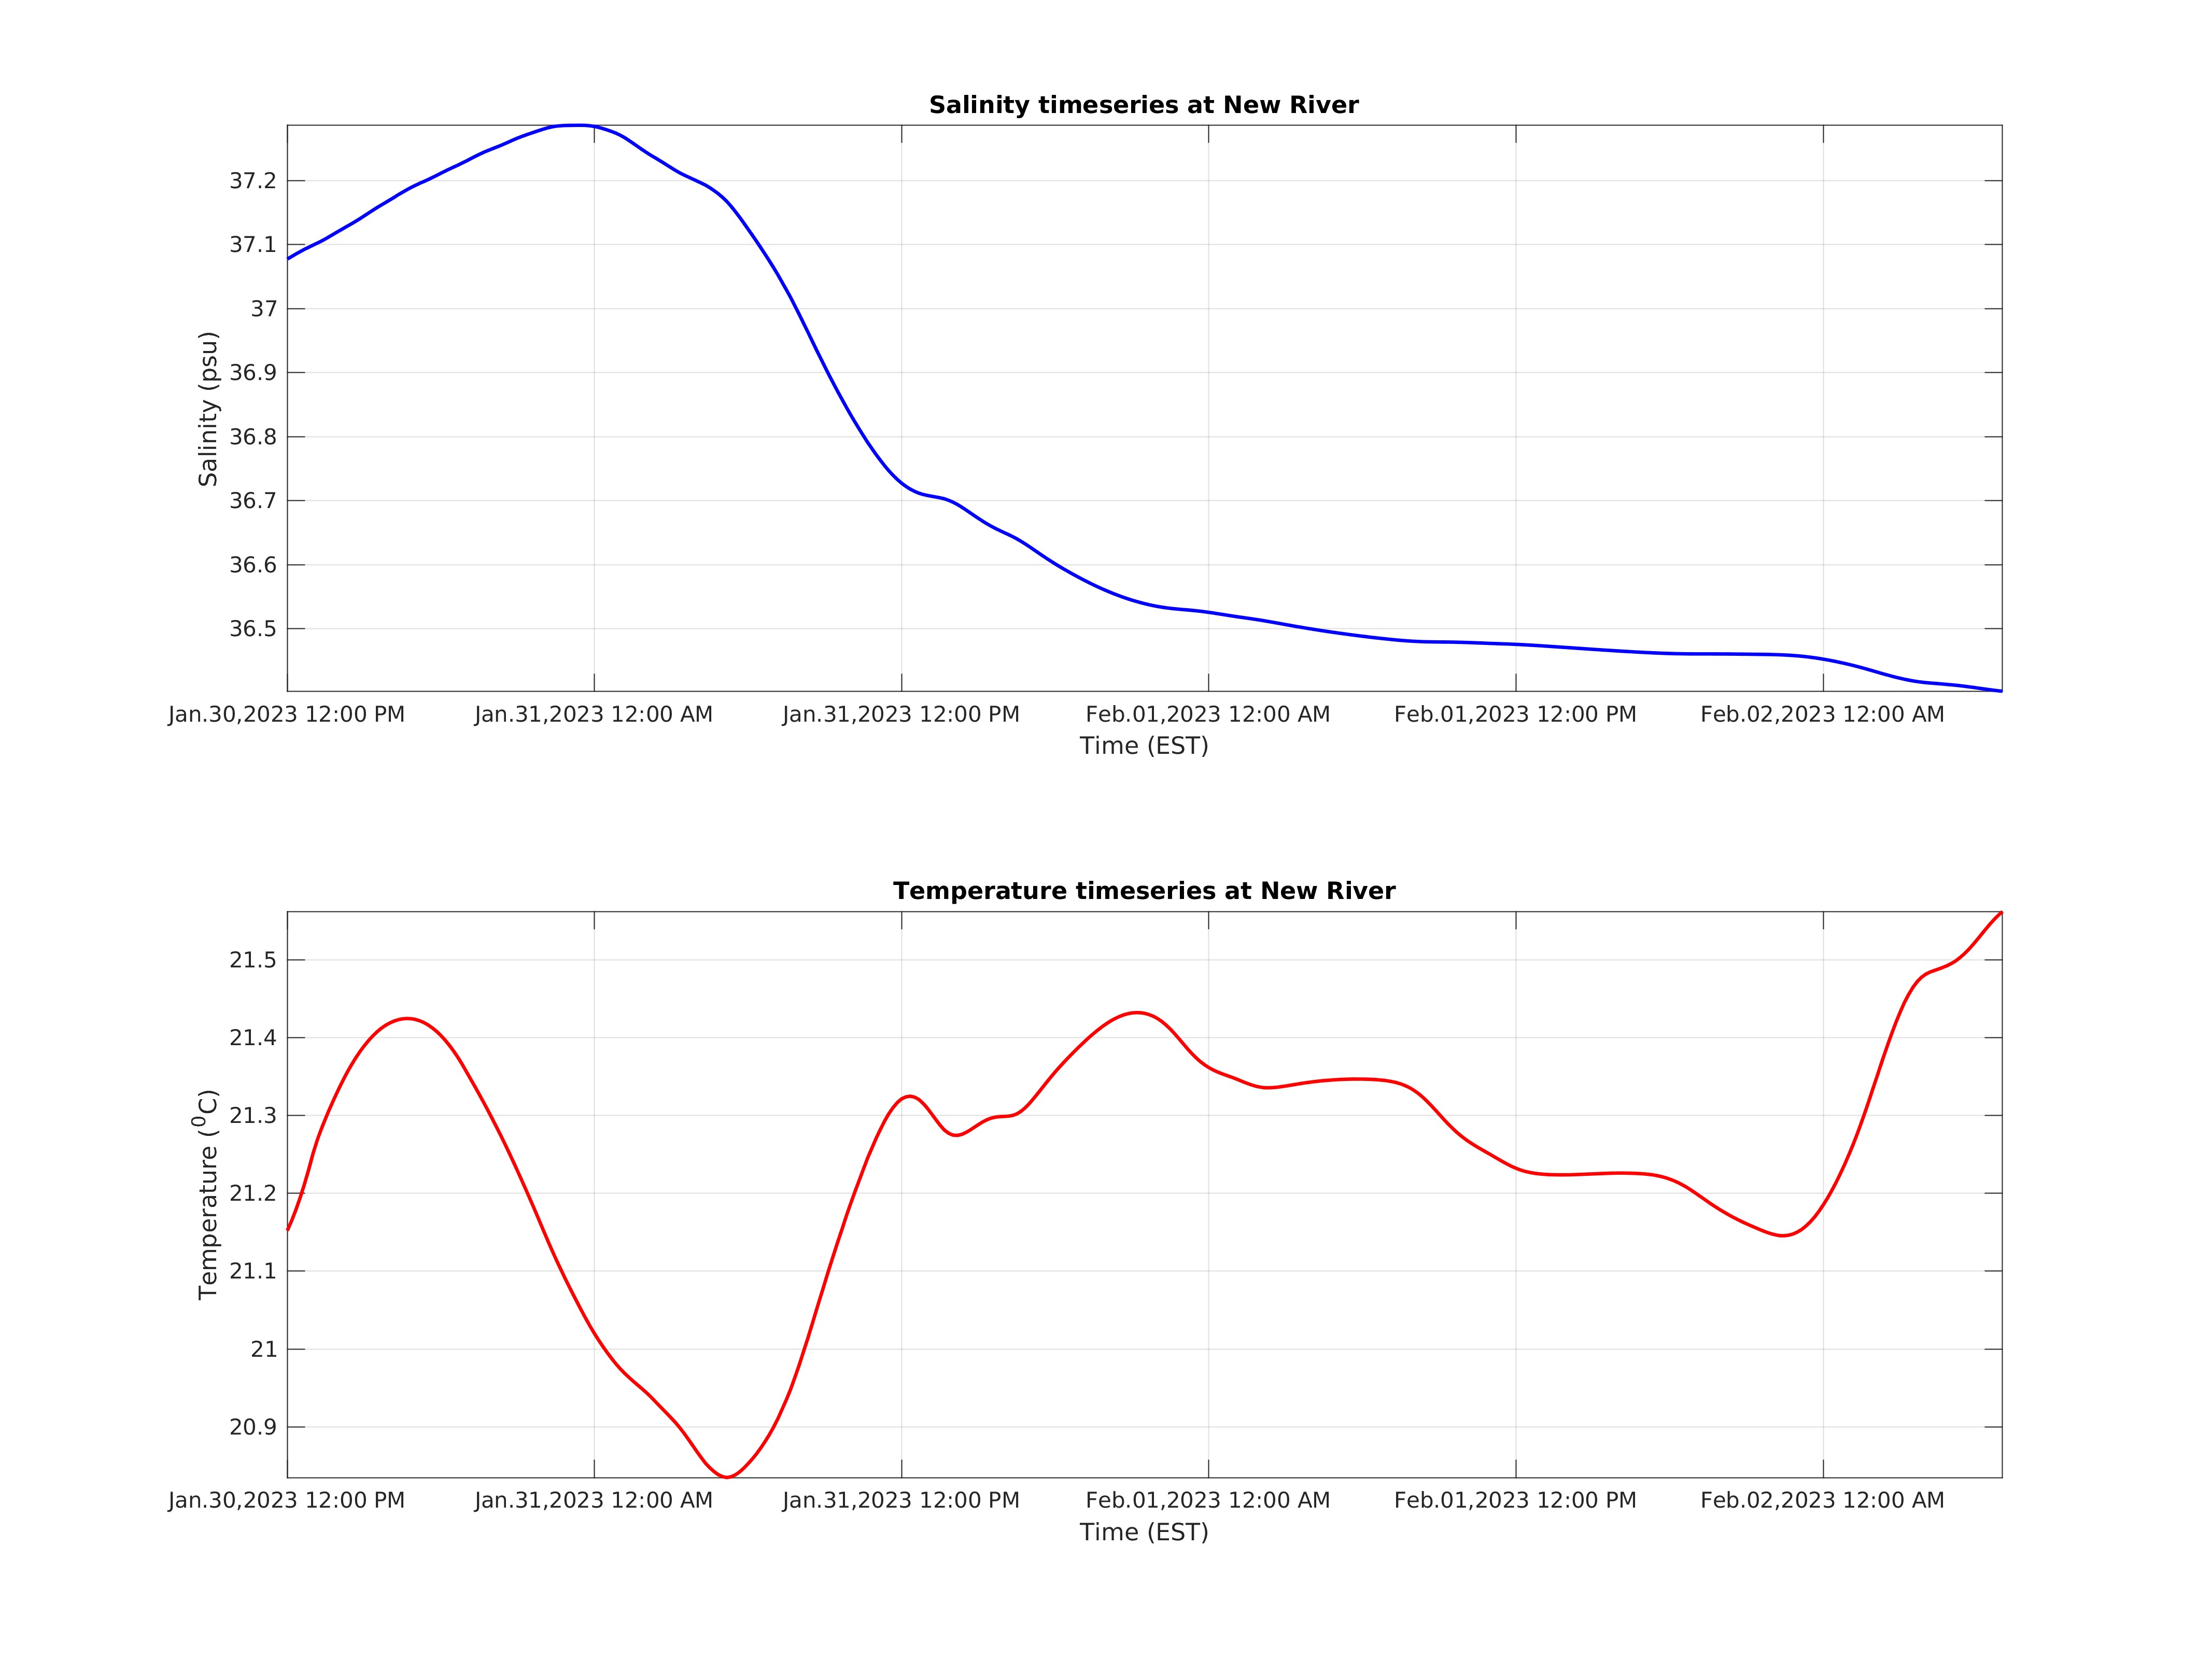 Salinity timeseries at New River
37.2
37.1
37
36.9
36.8
36.7
36.6
36.5
Salinity (psu)
Jan.30,2023 12:00 PM Jan.31,2023 12:00 AM Jan.31,2023 12:00 PM Feb.01,2023 12:00 AM Feb.01,2023 12:00 PM Feb.02,2023 12:00 AM
Time (EST)
Temperature timeseries at New River
21.5
21.4
21.3
21.2
21.1
21
20.9
Temperature (⁰C)
Jan.30,2023 12:00 PM Jan.31,2023 12:00 AM Jan.31,2023 12:00 PM Feb.01,2023 12:00 AM Feb.01,2023 12:00 PM Feb.02,2023 12:00 AM
Time (EST)